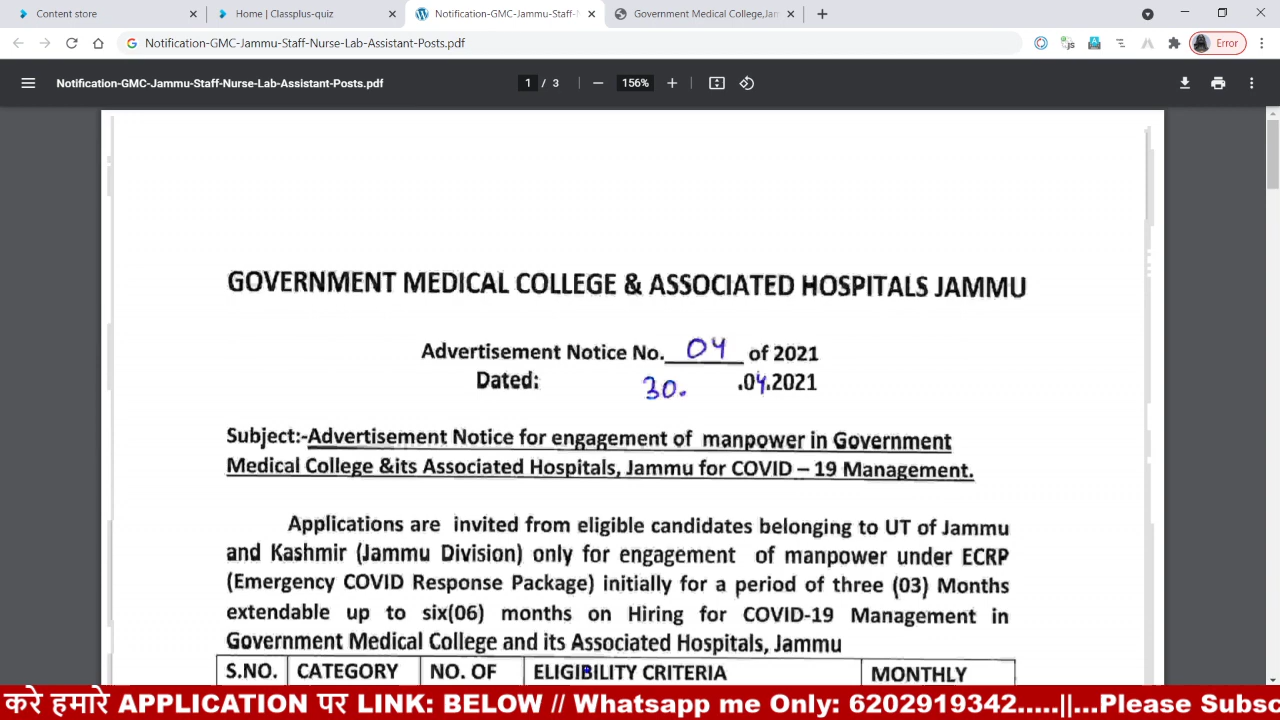 Content store
Home | Classplus-quiz
Notification-GMC-Jammu-Staff-
Government Medical College,Jam
Notification-GMC-Jammu-Staff-Nurse-Lab-Assistant-Posts.pdf
js
Error
Notification-GMC-Jammu-Staff-Nurse-Lab-Assistant-Posts.pdf
1 / 3
156%
GOVERNMENT MEDICAL COLLEGE & ASSOCIATED HOSPITALS JAMMU
Advertisement Notice No. 04 of 2021
Dated: 30. .04.2021
Subject:-Advertisement Notice for engagement of manpower in Government
Medical College &its Associated Hospitals, Jammu for COVID – 19 Management.
Applications are invited from eligible candidates belonging to UT of Jammu
and Kashmir (Jammu Division) only for engagement of manpower under ECRP
(Emergency COVID Response Package) initially for a period of three (03) Months
extendable up to six(06) months on Hiring for COVID-19 Management in
Government Medical College and its Associated Hospitals, Jammu
S.NO. CATEGORY NO. OF ELIGIBILITY CRITERIA MONTHLY
करे हमारे APPLICATION पर LINK: BELOW // Whatsapp me Only: 6202919342.....||...Please Subsc